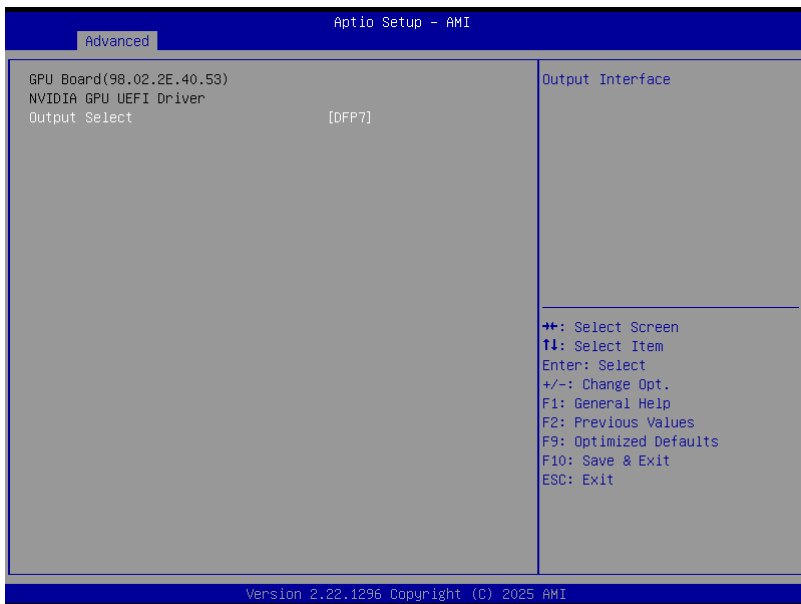 Aptio Setup - AMI
Advanced
GPU Board(98.02.2E.40.53)
NVIDIA GPU UEFI Driver
Output Select [DFP7]
Output Interface
→←: Select Screen
↑↓: Select Item
Enter: Select
+/-: Change Opt.
F1: General Help
F2: Previous Values
F9: Optimized Defaults
F10: Save & Exit
ESC: Exit
Version 2.22.1296 Copyright (C) 2025 AMI